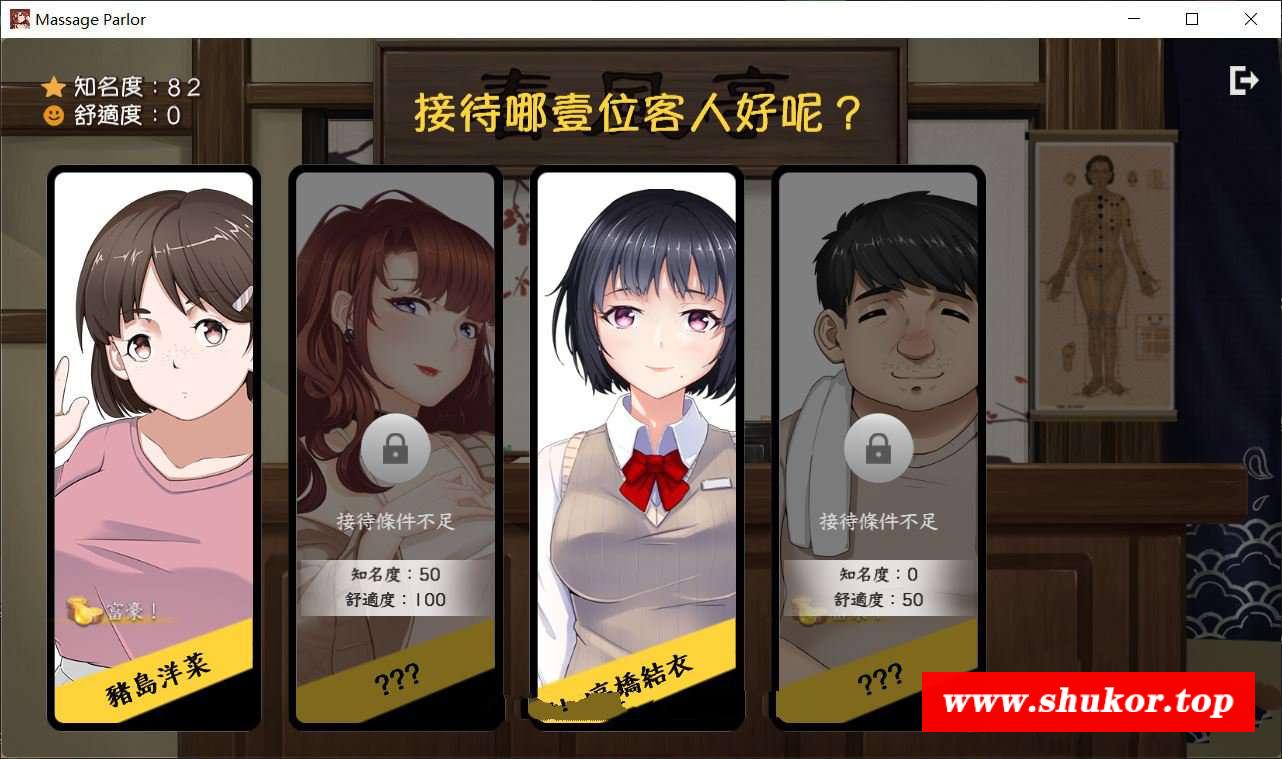 Massage Parlor
知名度：82
舒適度：0
接待哪壹位客人好呢？
接待條件不足
知名度：50
舒適度：100
接待條件不足
知名度：0
舒適度：50
富豪！
豬島洋菜
???
高橋結衣
???
www.shukor.top